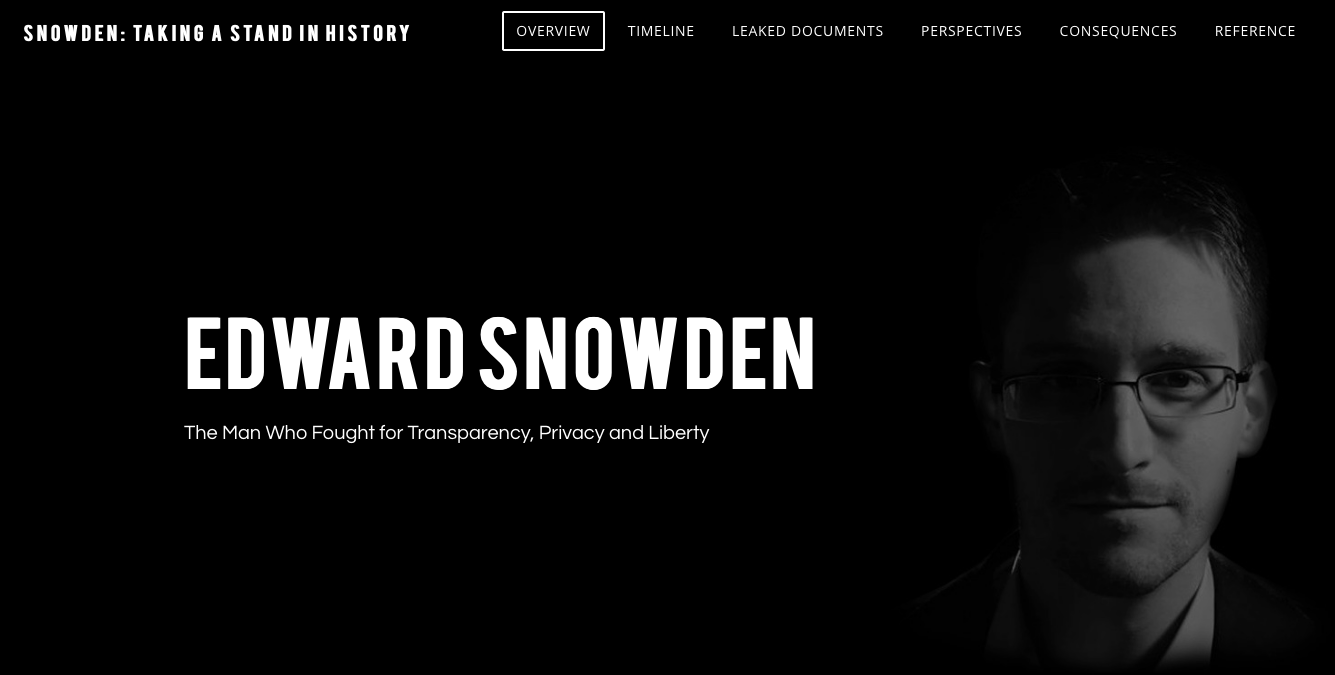 SNOWDEN: TAKING A STAND IN HISTORY
OVERVIEW
TIMELINE
LEAKED DOCUMENTS
PERSPECTIVES
CONSEQUENCES
REFERENCE
EDWARD SNOWDEN
The Man Who Fought for Transparency, Privacy and Liberty